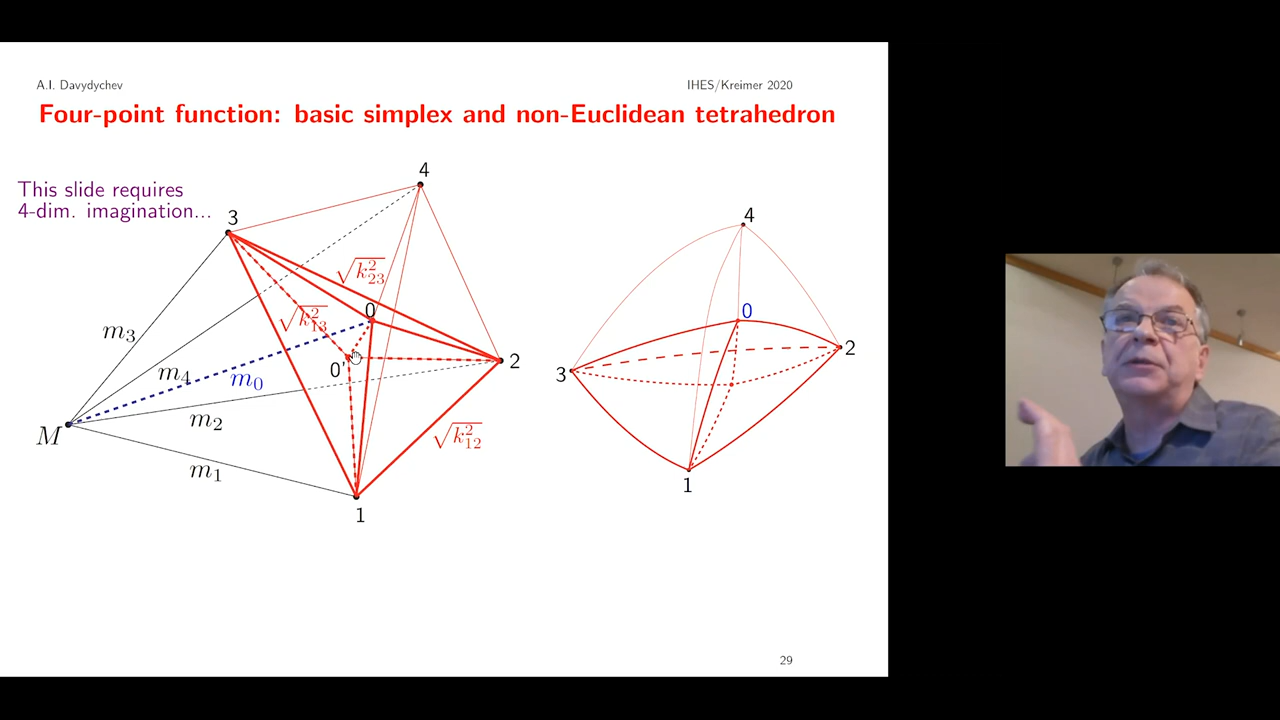 A.I. Davydychev
IHES/Kreimer 2020
Four-point function: basic simplex and non-Euclidean tetrahedron
This slide requires
4-dim. imagination...
4
3
√k²₂₃
√k²₁₃
0
m₃
m₄
m₀
0'
2
m₂
M
√k²₁₂
m₁
1
4
0
3
2
1
29